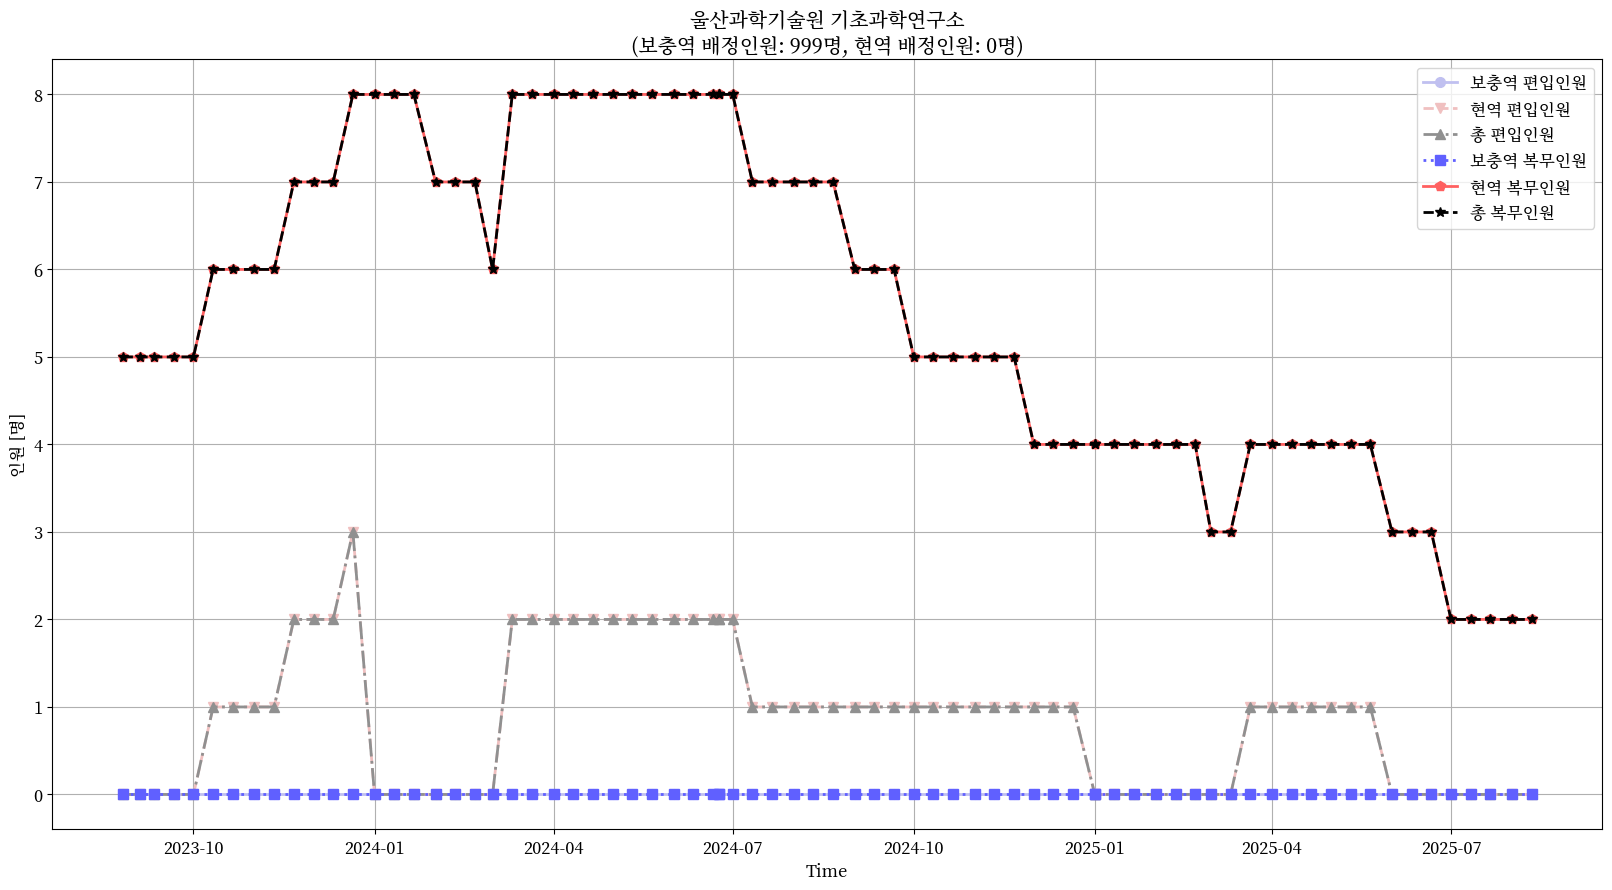 울산과학기술원 기초과학연구소
(보충역 배정인원: 999명, 현역 배정인원: 0명)
보충역 편입인원
현역 편입인원
총 편입인원
보충역 복무인원
현역 복무인원
총 복무인원
인원 [명]
8
7
6
5
4
3
2
1
0
2023-10 2024-01 2024-04 2024-07 2024-10 2025-01 2025-04 2025-07
Time